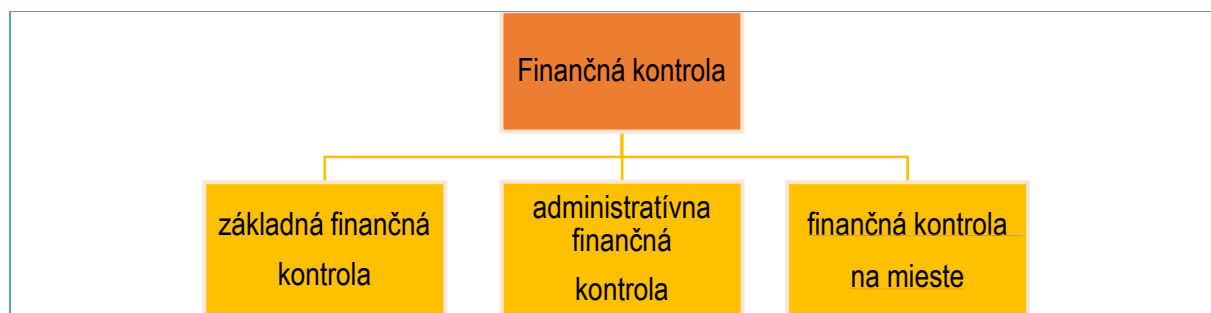 Finančná kontrola
základná finančná
kontrola
administratívna
finančná
kontrola
finančná kontrola
na mieste